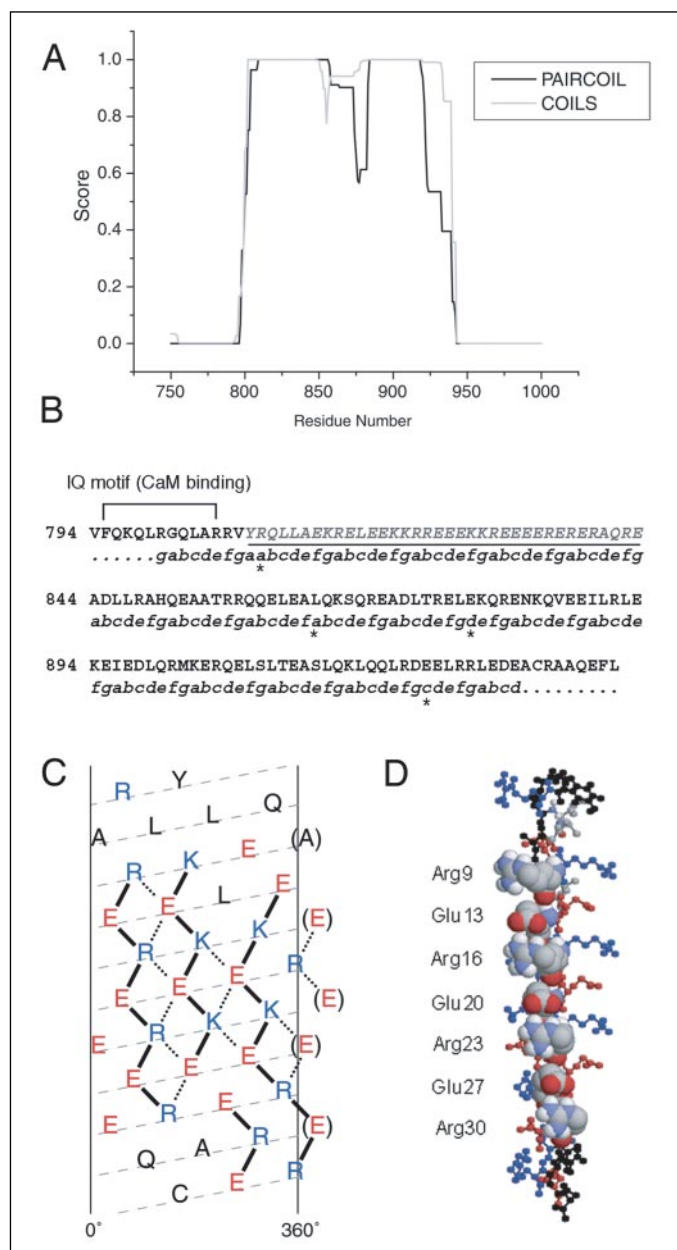 A
1.0
0.8
0.6
0.4
0.2
0.0
Score
PAIRCOIL
COILS
750 800 850 900 950 1000
Residue Number
B
IQ motif (CaM binding)
794 VFQKQLRGQLARRVYRQLLAEKRELEEKKRREEEKKREEEERERERAQRE
......gabcdefgaabcdefgabcdefgabcdefgabcdefgabcdefg
*
844 ADLLRAHQEAATRRQQELEALQKSQREADLTRELEKQRENKQVEEILRLE
abcdefgabcdefgabcdefabcdefgabcdefgdefgabcdefgabcde
* *
894 KEIEDLQRMKERQELSLTEASLQKLQQLRDEELRRLEDEACRAAQEFL
fgabcdefgabcdefgabcdefgabcdefgcdefgabcd.........
*
C
R Y
A L L Q (A)
R K E
E E L E
R K K (E)
E E E R
R K K (E)
E E E (E)
E R E R
E R E R (E)
Q A R
C E
0° 360°
D
Arg9
Glu13
Arg16
Glu20
Arg23
Glu27
Arg30